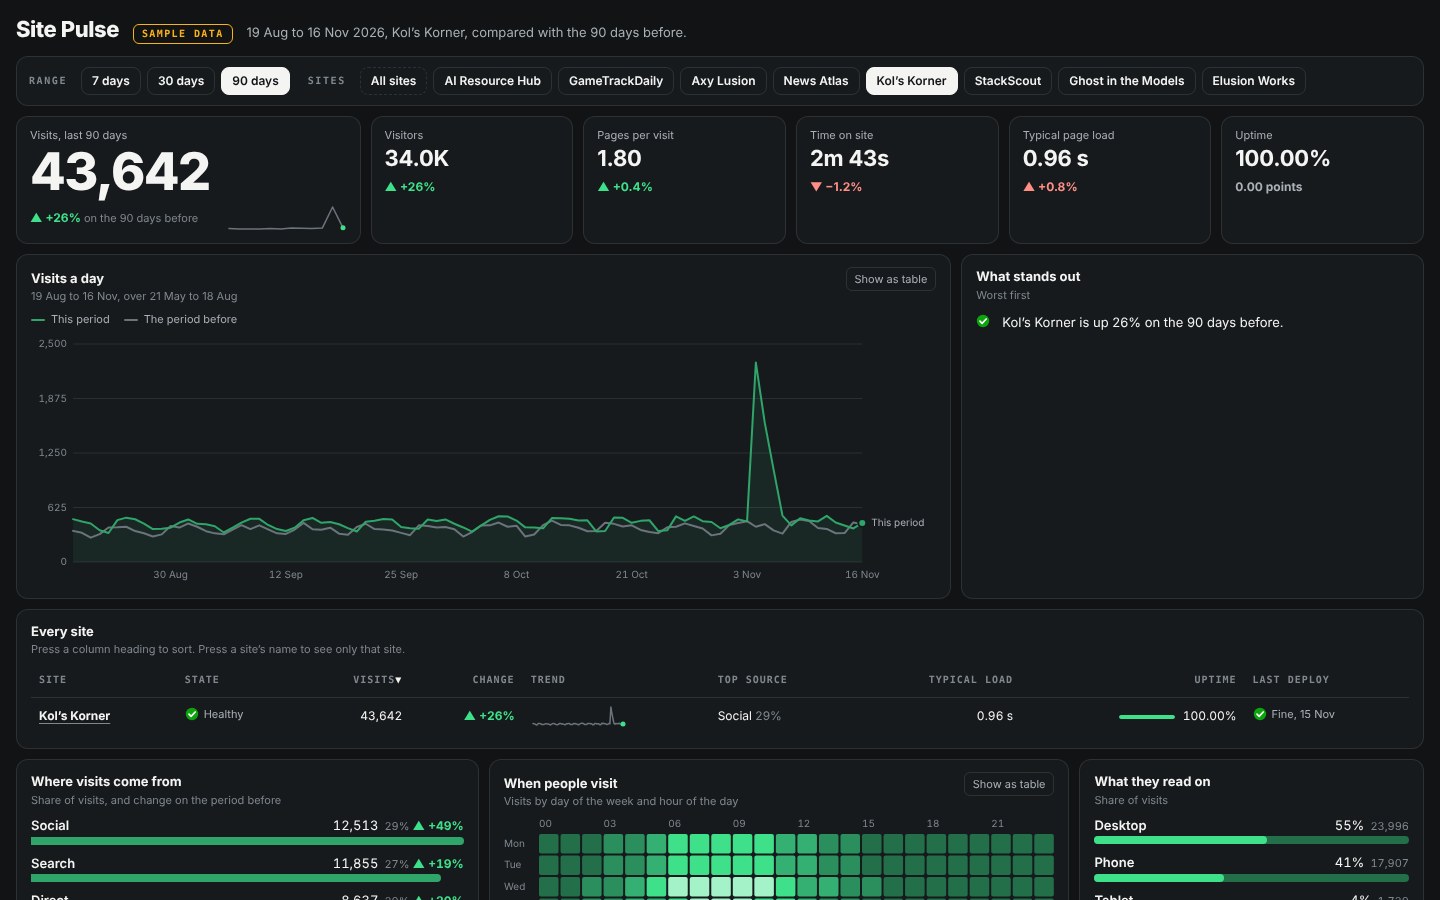 Site Pulse SAMPLE DATA 19 Aug to 16 Nov 2026, Kol's Korner, compared with the 90 days before.
RANGE 7 days 30 days 90 days SITES All sites AI Resource Hub GameTrackDaily Axy Lusion News Atlas Kol's Korner StackScout Ghost in the Models Elusion Works
Visits, last 90 days
43,642
▲ +26% on the 90 days before
Visitors
34.0K
▲ +26%
Pages per visit
1.80
▲ +0.4%
Time on site
2m 43s
▼ −1.2%
Typical page load
0.96 s
▲ +0.8%
Uptime
100.00%
0.00 points
Visits a day
19 Aug to 16 Nov, over 21 May to 18 Aug
Show as table
This period The period before
2,500
1,875
1,250
625
0
This period
30 Aug 12 Sep 25 Sep 8 Oct 21 Oct 3 Nov 16 Nov
What stands out
Worst first
Kol's Korner is up 26% on the 90 days before.
Every site
Press a column heading to sort. Press a site's name to see only that site.
SITE STATE VISITS▼ CHANGE TREND TOP SOURCE TYPICAL LOAD UPTIME LAST DEPLOY
Kol's Korner Healthy 43,642 ▲ +26% Social 29% 0.96 s 100.00% Fine, 15 Nov
Where visits come from
Share of visits, and change on the period before
Social 12,513 29% ▲ +49%
Search 11,855 27% ▲ +19%
Direct
When people visit
Visits by day of the week and hour of the day
Show as table
00 03 06 09 12 15 18 21
Mon
Tue
Wed
What they read on
Share of visits
Desktop 55% 23,996
Phone 41% 17,907
Tablet 4%